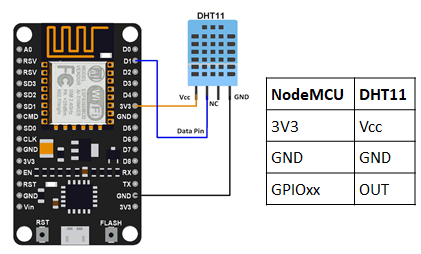 DHT11
A0
RSV
RSV
SD3
SD2
SD1
CMD
SD0
CLK
GND
3V3
EN
RST
GND
Vin
D0
D1
D2
D3
D4
3V3
GND
D5
D6
D7
D8
RX
TX
GND
3V3
RST
FLASH
Vcc
Data Pin
NC
GND
NodeMCU DHT11
3V3 Vcc
GND GND
GPIOxx OUT